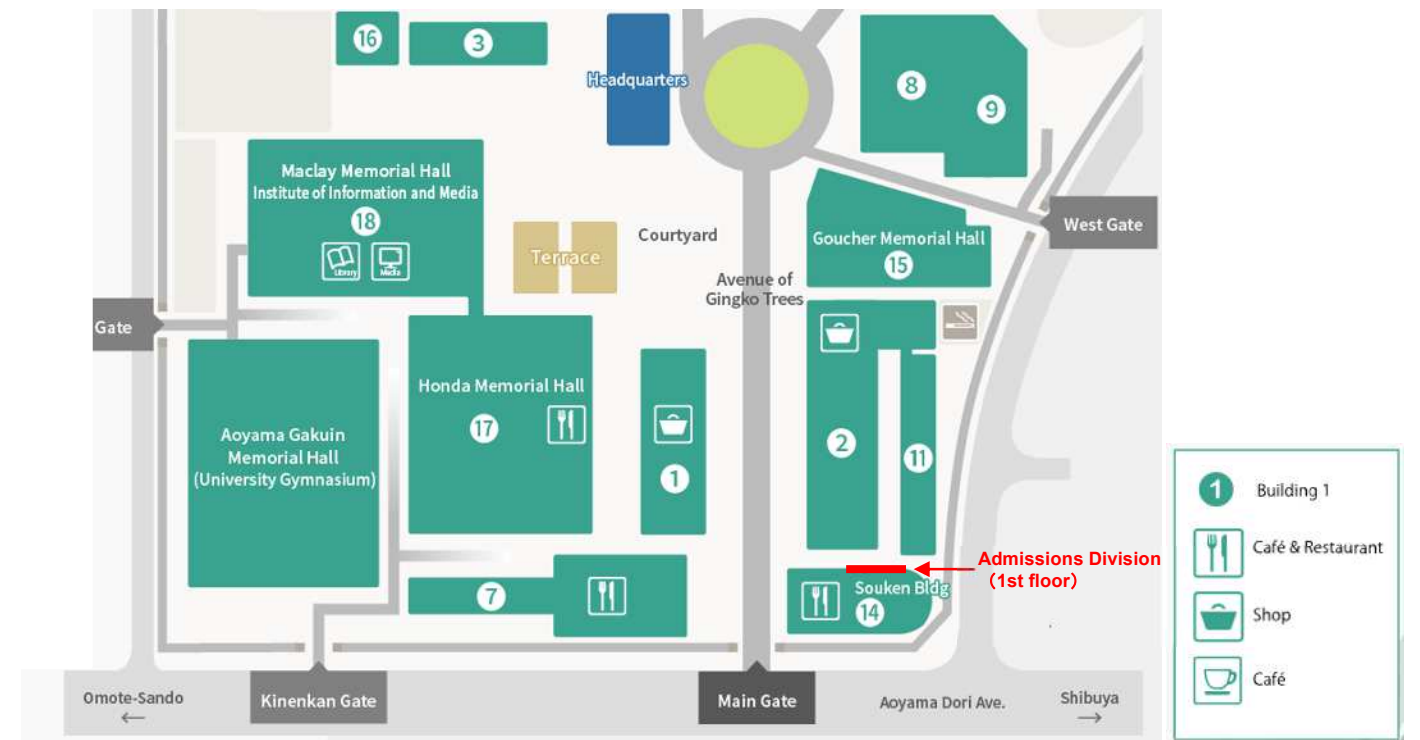 16
3
Headquarters
8
9
Maclay Memorial Hall
Institute of Information and Media
18
Library
Media
Terrace
Courtyard
Goucher Memorial Hall
15
West Gate
Avenue of
Gingko Trees
Gate
Honda Memorial Hall
17
1
2
11
Aoyama Gakuin
Memorial Hall
(University Gymnasium)
7
Admissions Division
（1st floor）
Souken Bldg
14
Omote-Sando
←
Kinenkan Gate
Main Gate
Aoyama Dori Ave.
Shibuya
→
1
Building 1
Café & Restaurant
Shop
Café